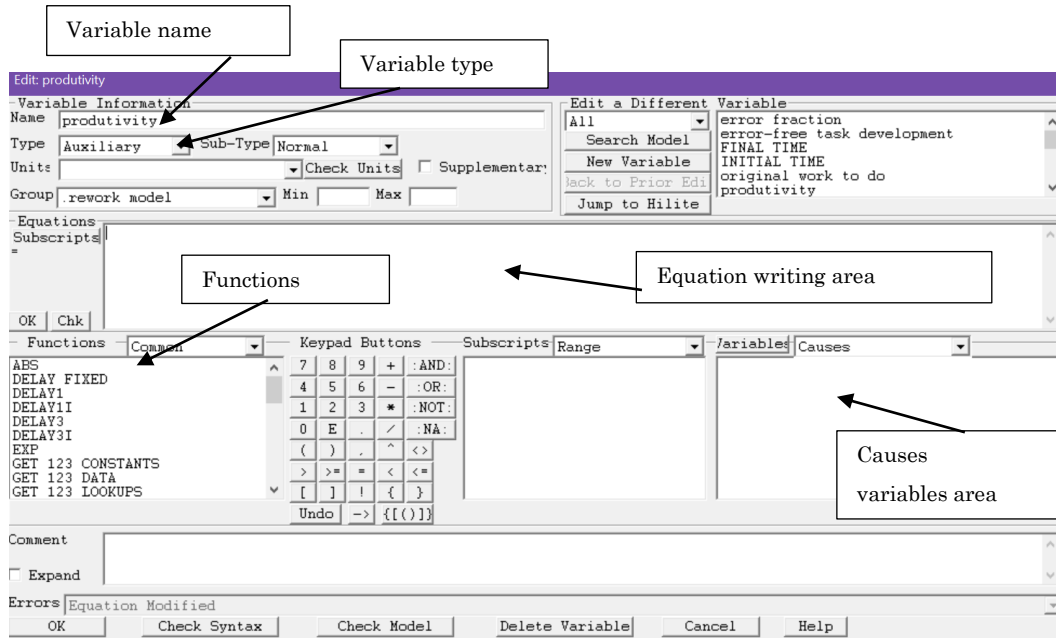 Variable name
Variable type
Edit: produtivity
Variable Information
Edit a Different Variable
Name produtivity
All
error fraction
error-free task development
FINAL TIME
INITIAL TIME
original work to do
produtivity
Type Auxiliary Sub-Type Normal
Search Model
Units Check Units Supplementary
New Variable
Back to Prior Edi
Group .rework model Min Max
Jump to Hilite
Equations
Subscripts
=
Functions
Equation writing area
OK Chk
Functions Common
Keypad Buttons
Subscripts Range
Variables Causes
ABS
DELAY FIXED
DELAY1
DELAY1I
DELAY3
DELAY3I
EXP
GET 123 CONSTANTS
GET 123 DATA
GET 123 LOOKUPS
7 8 9 + :AND:
4 5 6 - :OR:
1 2 3 * :NOT:
0 E . / :NA:
( ) , ^ <>
> >= = < <=
[ ] ! { }
Undo -> {[()]}
Causes
variables area
Comment
Expand
Errors Equation Modified
OK Check Syntax Check Model Delete Variable Cancel Help